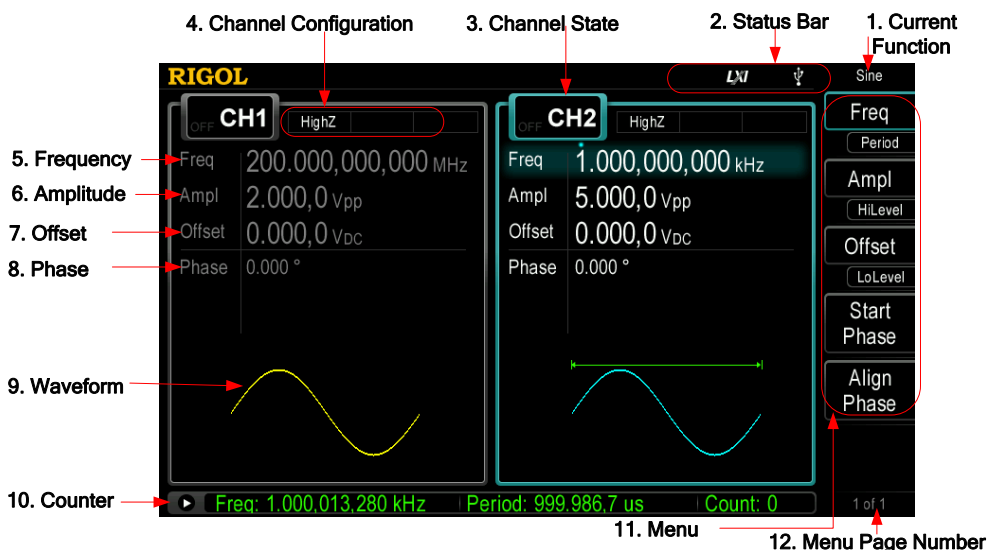 4. Channel Configuration
3. Channel State
2. Status Bar
1. Current Function
RIGOL
LXI
Sine
OFF CH1 HighZ
OFF CH2 HighZ
5. Frequency
6. Amplitude
7. Offset
8. Phase
9. Waveform
10. Counter
Freq 200.000,000,000 MHz
Ampl 2.000,0 Vpp
Offset 0.000,0 VDC
Phase 0.000 °
Freq 1.000,000,000 kHz
Ampl 5.000,0 Vpp
Offset 0.000,0 VDC
Phase 0.000 °
Freq
Period
Ampl
HiLevel
Offset
LoLevel
Start
Phase
Align
Phase
Freq: 1.000,013,280 kHz Period: 999.986,7 us Count: 0
1 of 1
11. Menu
12. Menu Page Number